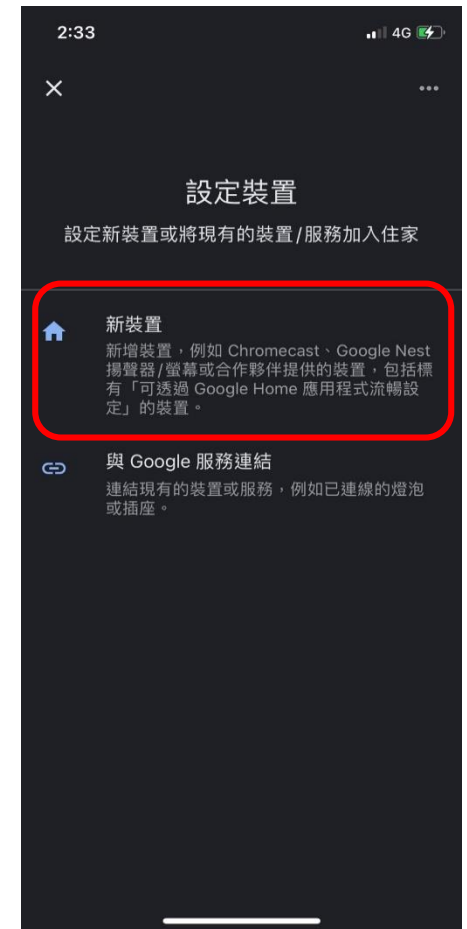 2:33
4G
設定裝置
設定新裝置或將現有的裝置/服務加入住家
新裝置
新增裝置，例如 Chromecast、Google Nest
揚聲器/螢幕或合作夥伴提供的裝置，包括標
有「可透過 Google Home 應用程式流暢設
定」的裝置。
與 Google 服務連結
連結現有的裝置或服務，例如已連線的燈泡
或插座。